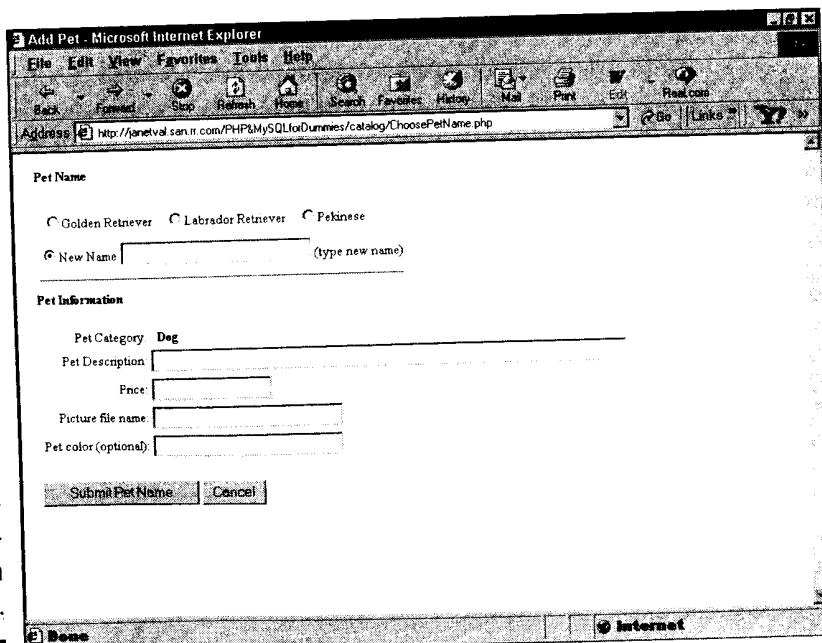 Add Pet - Microsoft Internet Explorer
File Edit View Favorites Tools Help
Back Forward Stop Refresh Home Search Favorites History Mail Print Edit Real.com
Address http://janetval.san.rr.com/PHP&MySQLforDummies/catalog/ChoosePetName.php Go Links »
Pet Name
Golden Retriever Labrador Retriever Pekinese
New Name (type new name)
Pet Information
Pet Category: Dog
Pet Description:
Price:
Picture file name:
Pet color (optional):
Submit Pet Name Cancel
Done Internet